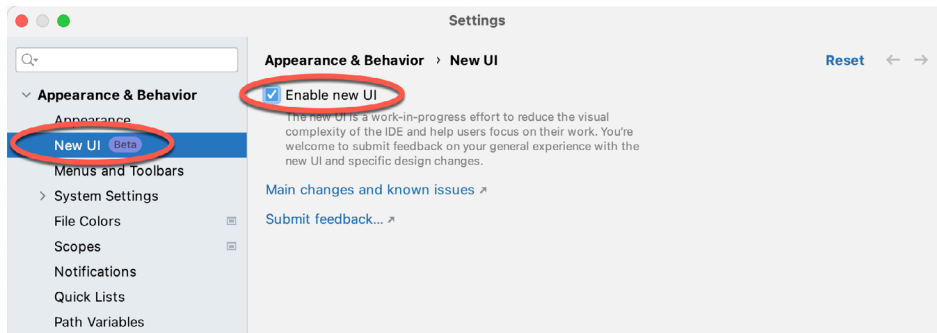 Settings
Appearance & Behavior › New UI
Reset
Appearance & Behavior
Appearance
New UI Beta
Menus and Toolbars
System Settings
File Colors
Scopes
Notifications
Quick Lists
Path Variables
Enable new UI
The new UI is a work-in-progress effort to reduce the visual
complexity of the IDE and help users focus on their work. You're
welcome to submit feedback on your general experience with the
new UI and specific design changes.
Main changes and known issues ↗
Submit feedback... ↗